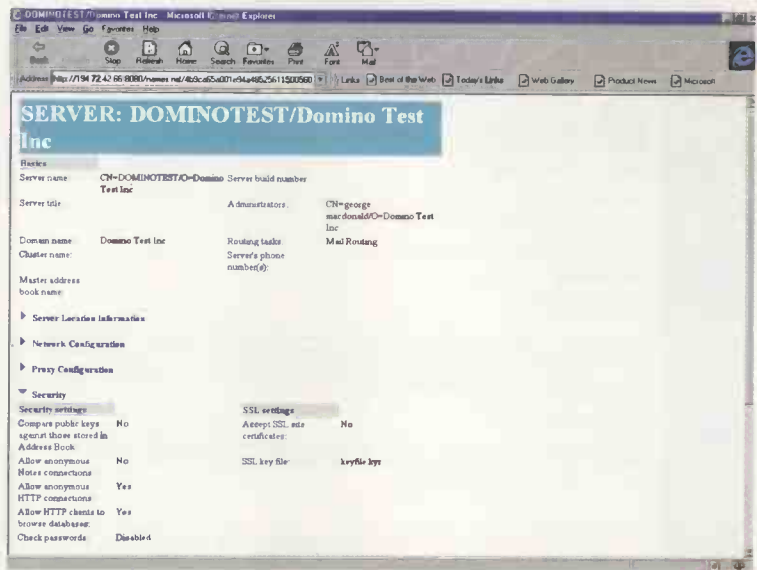 DOMINOTEST/Domino Test Inc Microsoft Internet Explorer
File Edit View Go Favorites Help
Back Stop Refresh Home Search Favorites Print Font Mail
Address Links Best of the Web Today's Links Web Gallery Product News Microsoft
SERVER: DOMINOTEST/Domino Test
Inc
Basics
Server name CN=DOMINOTEST/O=Domino Server build number
Test Inc
Server title Administrators: CN=george
macdonald/O=Domino Test
Inc
Domain name Domino Test Inc Routing tasks Mail Routing
Cluster name: Server's phone
number(s):
Master address
book name
Server Location Information
Network Configuration
Proxy Configuration
Security
Security settings SSL settings
Compare public keys No Accept SSL site No
against those stored in certificates:
Address Book
Allow anonymous No SSL key file keyfile kyr
Notes connections
Allow anonymous Yes
HTTP connections
Allow HTTP clients to Yes
browse databases:
Check passwords Disabled